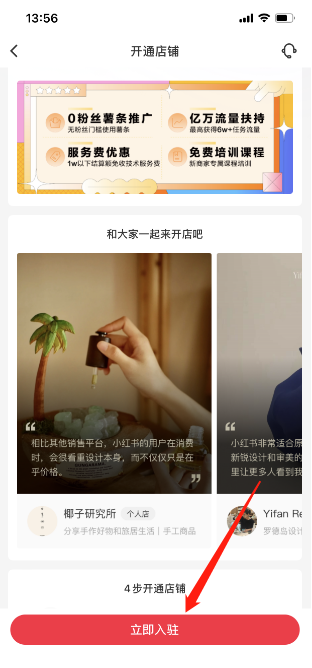 13:56
开通店铺
0粉丝薯条推广
无粉丝门槛使用薯条
亿万流量扶持
最高获得6w+任务流量
服务费优惠
1w以下结算额免收技术服务费
免费培训课程
新商家专属课程培训
和大家一起来开店吧
相比其他销售平台，小红书的用户在消费
时，会很看重设计本身，而不仅仅只是在
乎价格。
椰子研究所 个人店
分享手作好物和旅居生活｜手工商品
小红书非常适合原
新锐设计和审美的
里让更多人看到我
Yifan Re
罗德岛设计
4步开通店铺
立即入驻